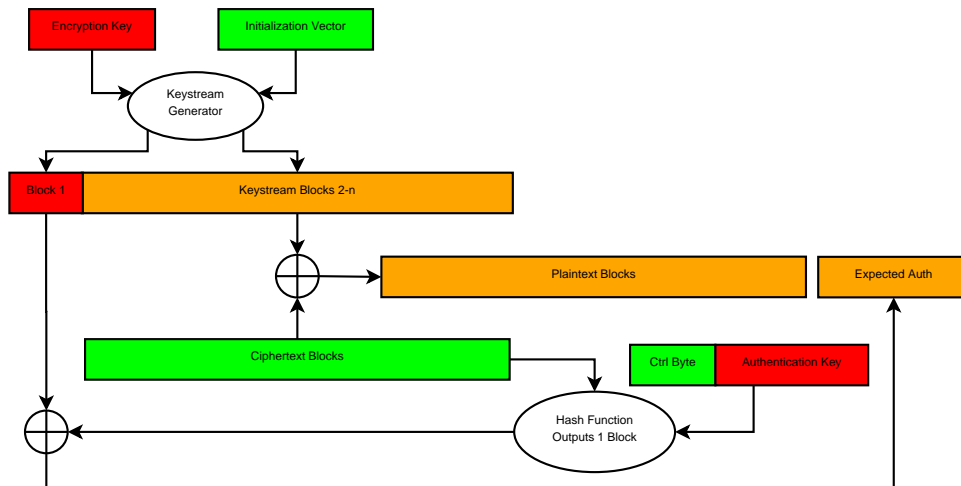 Encryption Key
Initialization Vector
Keystream
Generator
Block 1
Keystream Blocks 2-n
Plaintext Blocks
Expected Auth
Ciphertext Blocks
Ctrl Byte
Authentication Key
Hash Function
Outputs 1 Block